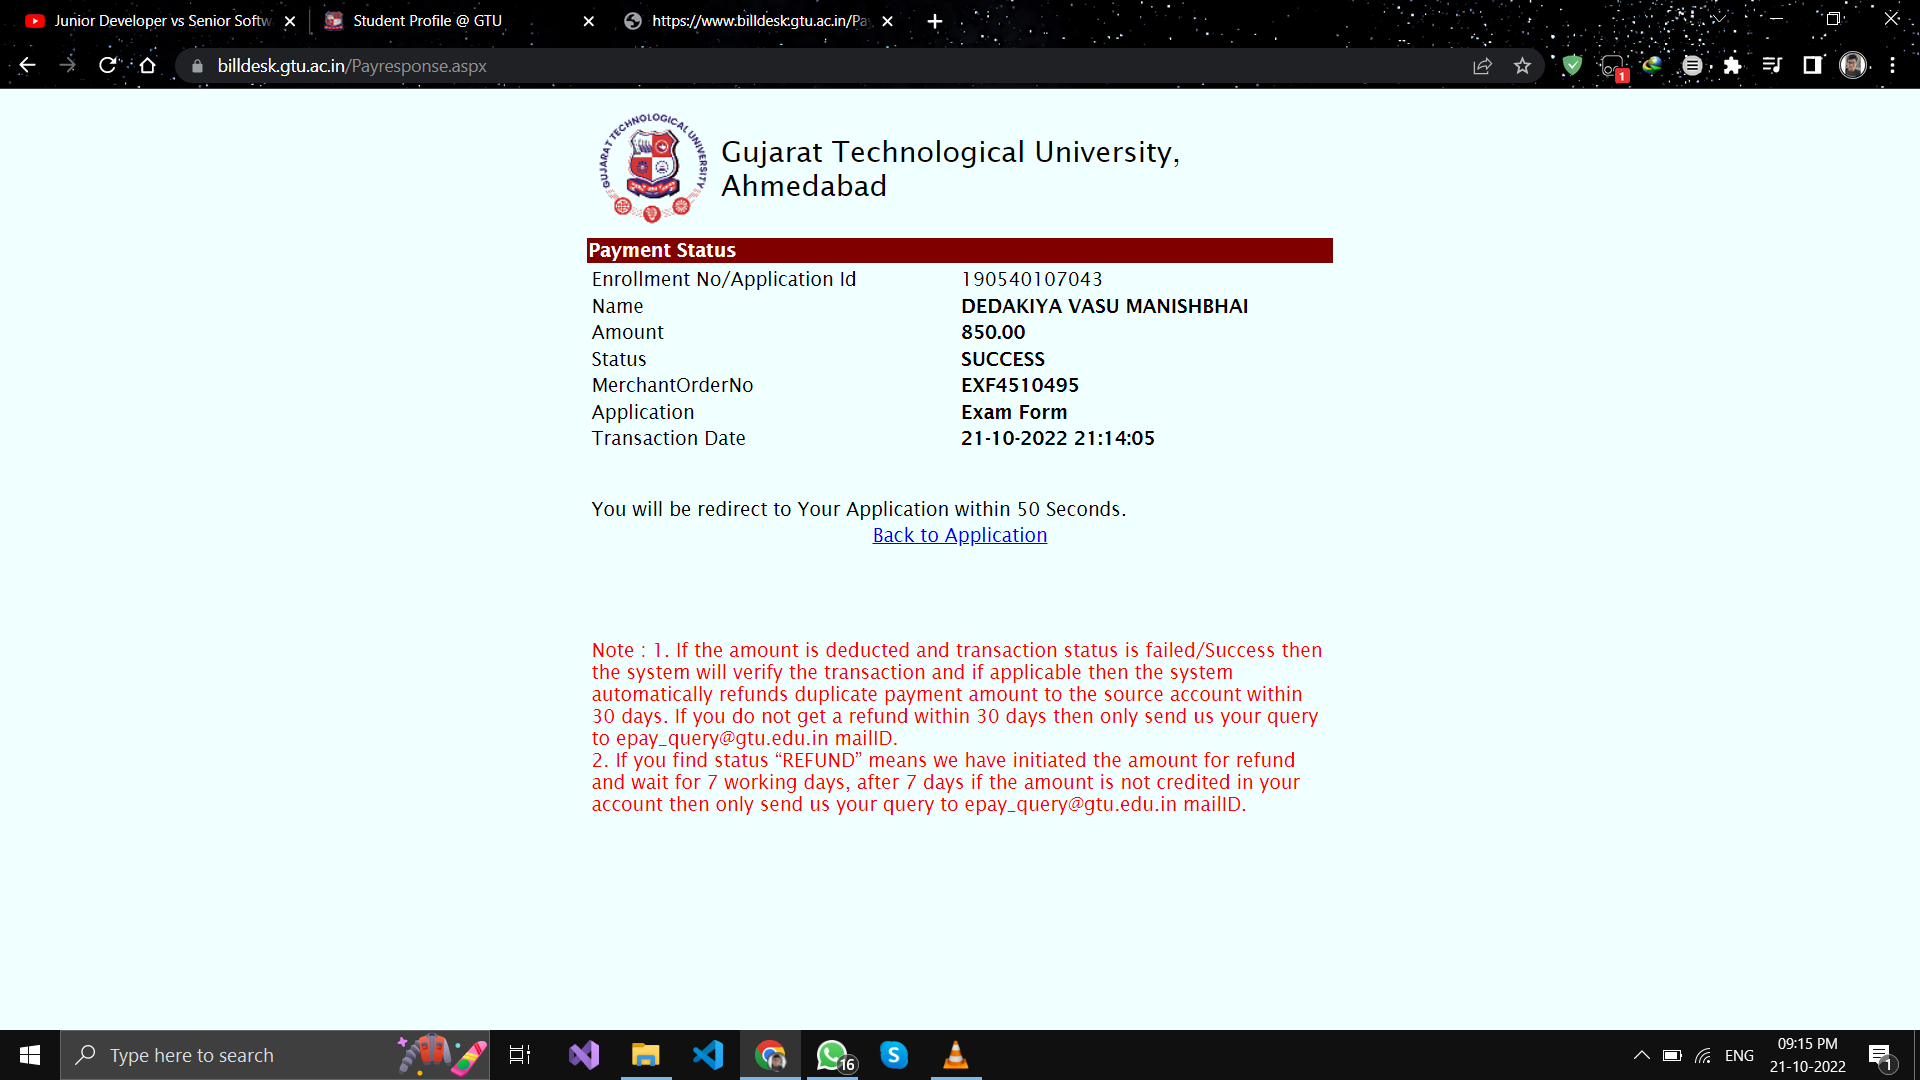 Junior Developer vs Senior Softw
Student Profile @ GTU
https://www.billdesk.gtu.ac.in/Pa
billdesk.gtu.ac.in/Payresponse.aspx
1
GUJARAT TECHNOLOGICAL UNIVERSITY
Gujarat Technological University,
Ahmedabad
Payment Status
Enrollment No/Application Id 190540107043
Name DEDAKIYA VASU MANISHBHAI
Amount 850.00
Status SUCCESS
MerchantOrderNo EXF4510495
Application Exam Form
Transaction Date 21-10-2022 21:14:05
You will be redirect to Your Application within 50 Seconds.
Back to Application
Note : 1. If the amount is deducted and transaction status is failed/Success then
the system will verify the transaction and if applicable then the system
automatically refunds duplicate payment amount to the source account within
30 days. If you do not get a refund within 30 days then only send us your query
to epay_query@gtu.edu.in mailID.
2. If you find status “REFUND” means we have initiated the amount for refund
and wait for 7 working days, after 7 days if the amount is not credited in your
account then only send us your query to epay_query@gtu.edu.in mailID.
Type here to search
16
ENG
09:15 PM
21-10-2022
1